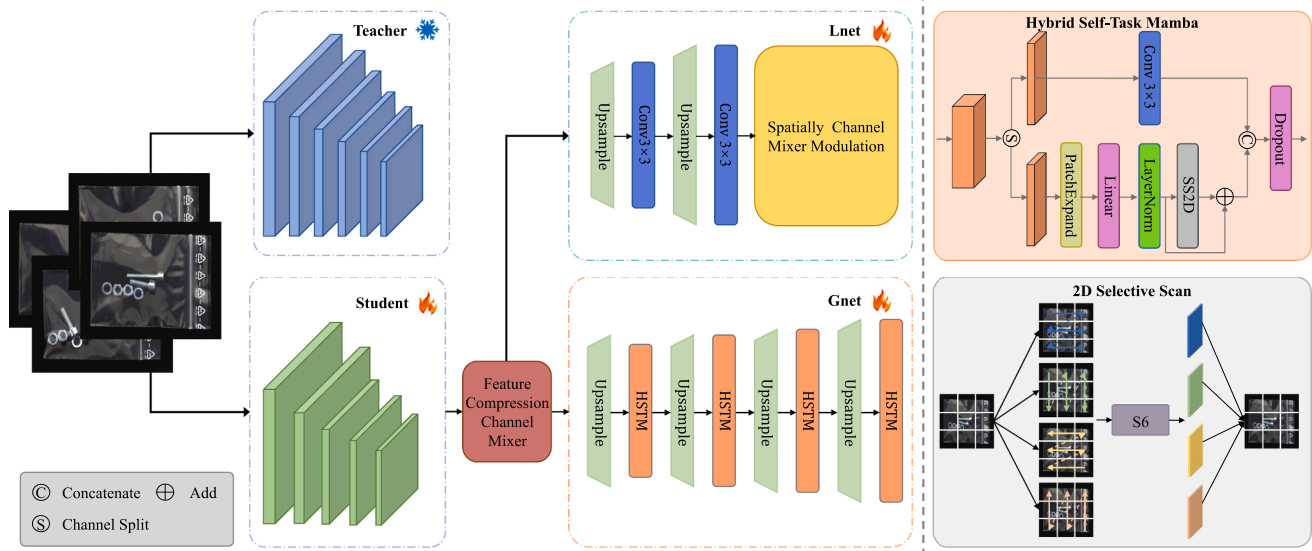 Teacher
Student
Feature
Compression
Channel
Mixer
Lnet
Upsample
Conv3×3
Upsample
Conv 3×3
Spatially Channel
Mixer Modulation
Gnet
Upsample
HSTM
Upsample
HSTM
Upsample
HSTM
Upsample
HSTM
C Concatenate
Add
S Channel Split
Hybrid Self-Task Mamba
S
Conv 3×3
PatchExpand
Linear
LayerNorm
SS2D
C
Dropout
2D Selective Scan
S6